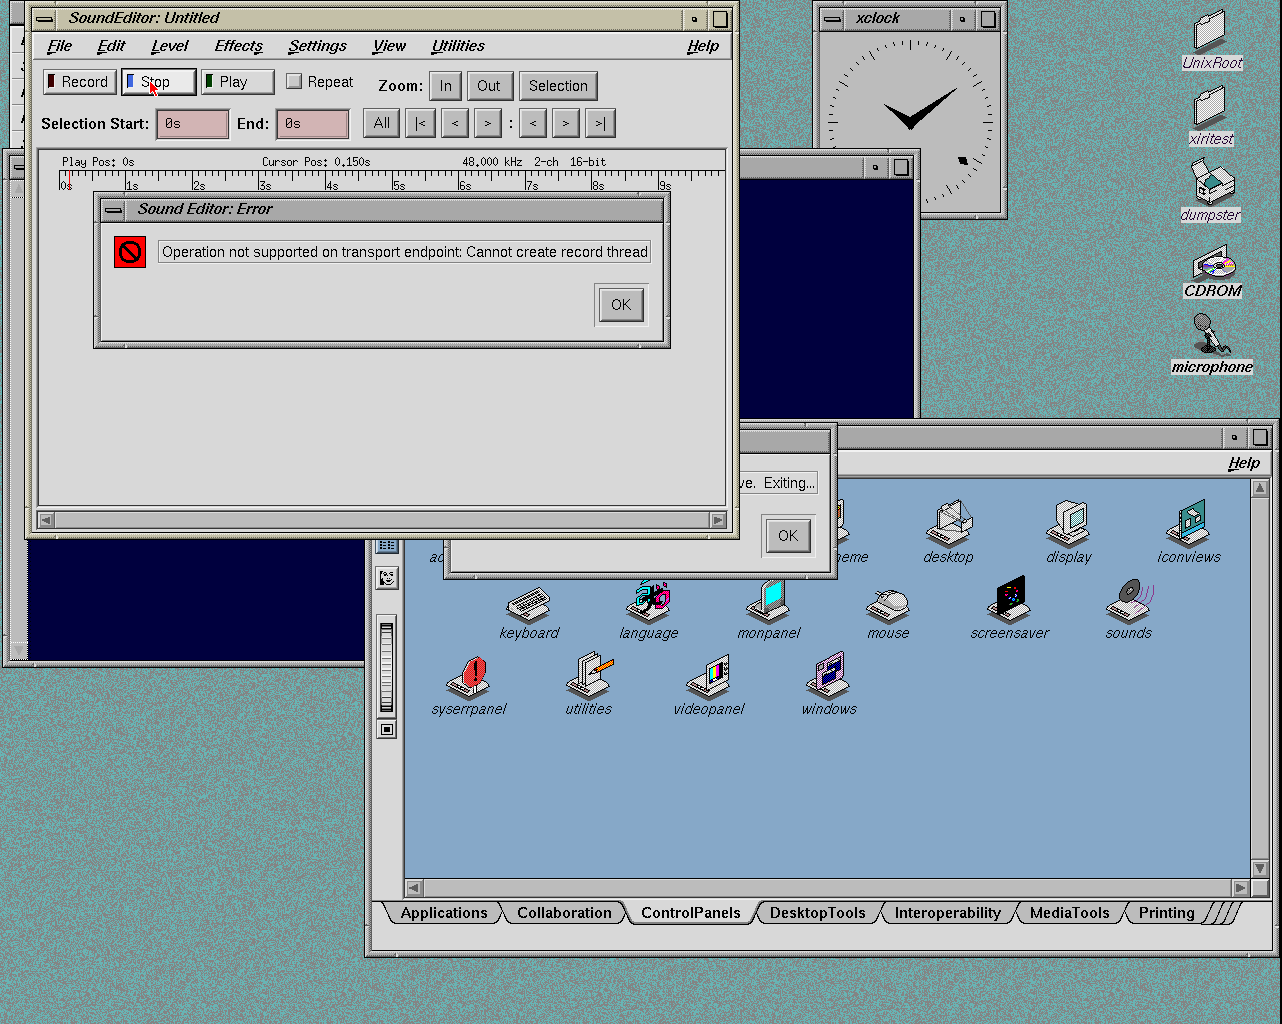 SoundEditor: Untitled
File Edit Level Effects Settings View Utilities Help
Record Stop Play Repeat Zoom: In Out Selection
Selection Start: 0s End: 0s All |< < > : < > >|
Play Pos: 0s Cursor Pos: 0.150s 48.000 kHz 2-ch 16-bit
0s 1s 2s 3s 4s 5s 6s 7s 8s 9s
Sound Editor: Error
Operation not supported on transport endpoint: Cannot create record thread
OK
xclock
UnixRoot
xiritest
dumpster
CDROM
microphone
Exiting...
OK
Help
desktop display iconviews
keyboard language monpanel mouse screensaver sounds
syserrpanel utilities videopanel windows
Applications Collaboration ControlPanels DesktopTools Interoperability MediaTools Printing